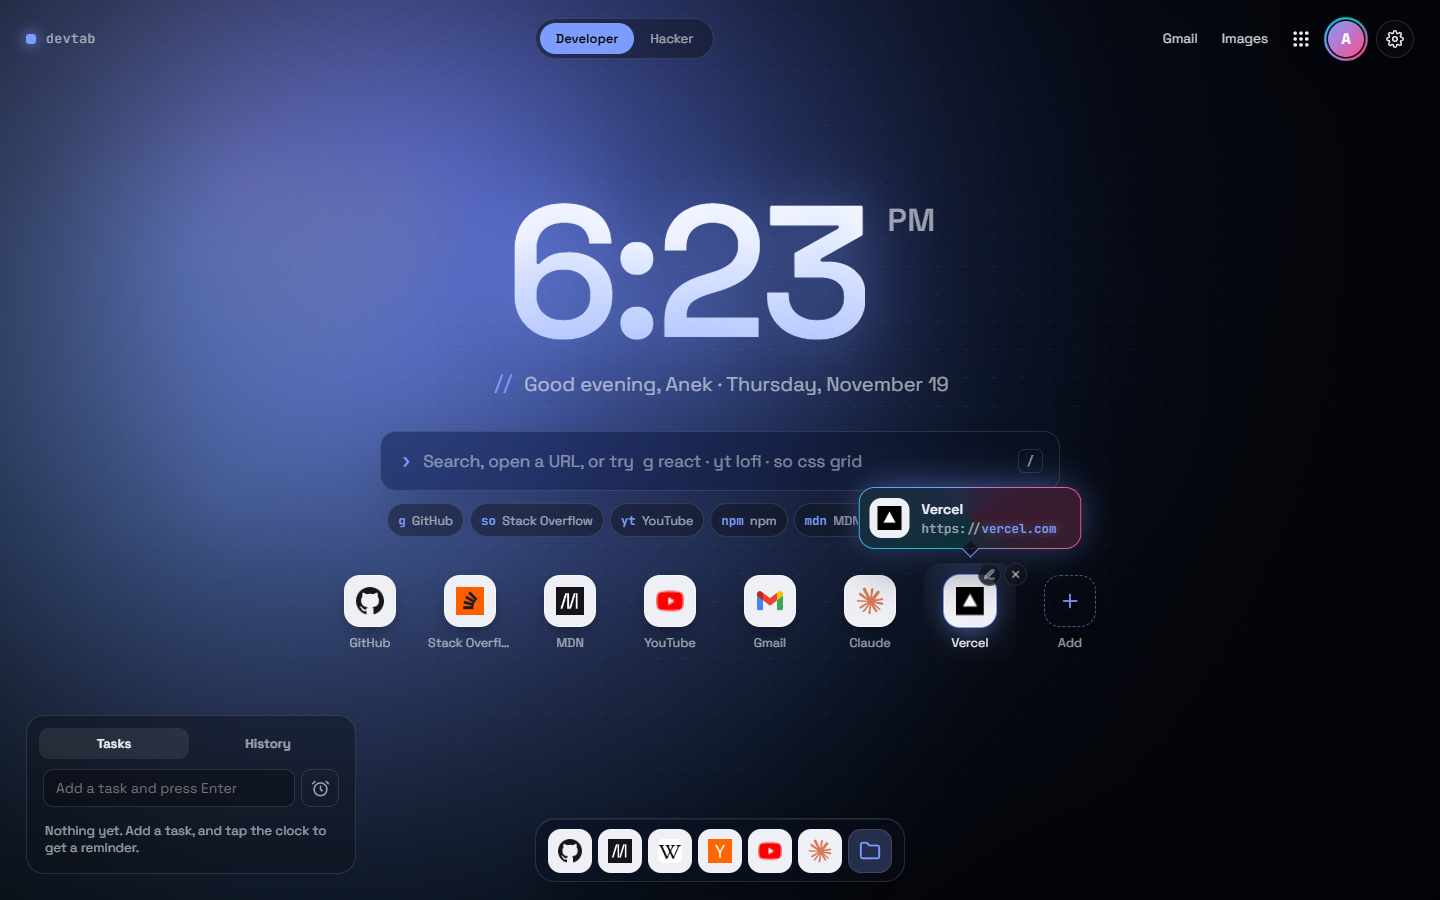 devtab
Developer
Hacker
Gmail
Images
A
6:23
PM
// Good evening, Anek · Thursday, November 19
› Search, open a URL, or try g react · yt lofi · so css grid
/
g GitHub
so Stack Overflow
yt YouTube
npm npm
mdn MDN
Vercel
https://vercel.com
GitHub
Stack Overfl...
MDN
YouTube
Gmail
Claude
Vercel
Add
Tasks
History
Add a task and press Enter
Nothing yet. Add a task, and tap the clock to
get a reminder.
W
Y